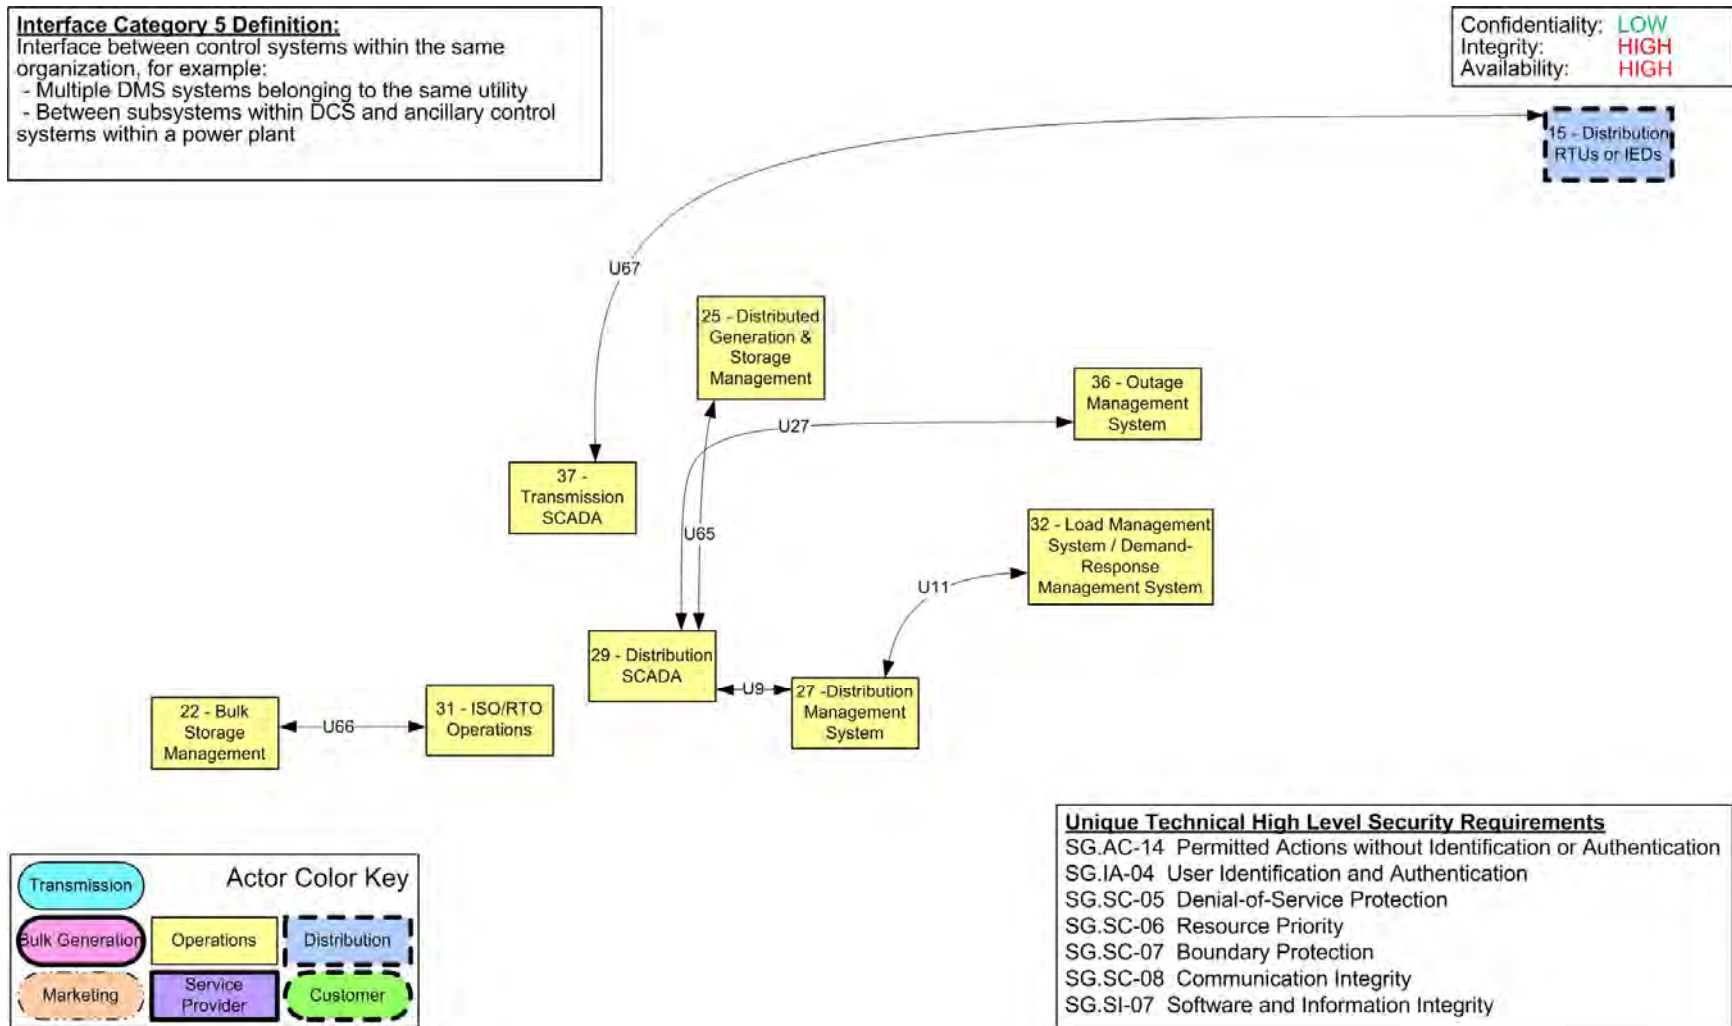 Interface Category 5 Definition:
Interface between control systems within the same
organization, for example:
- Multiple DMS systems belonging to the same utility
- Between subsystems within DCS and ancillary control
systems within a power plant
Confidentiality: LOW
Integrity: HIGH
Availability: HIGH
15 - Distribution
RTUs or IEDs
U67
25 - Distributed
Generation &
Storage
Management
36 - Outage
Management
System
U27
37 -
Transmission
SCADA
U65
32 - Load Management
System / Demand-
Response
Management System
U11
29 - Distribution
SCADA
U9
27 -Distribution
Management
System
22 - Bulk
Storage
Management
U66
31 - ISO/RTO
Operations
Actor Color Key
Transmission
Bulk Generation
Operations
Distribution
Marketing
Service
Provider
Customer
Unique Technical High Level Security Requirements
SG.AC-14 Permitted Actions without Identification or Authentication
SG.IA-04 User Identification and Authentication
SG.SC-05 Denial-of-Service Protection
SG.SC-06 Resource Priority
SG.SC-07 Boundary Protection
SG.SC-08 Communication Integrity
SG.SI-07 Software and Information Integrity